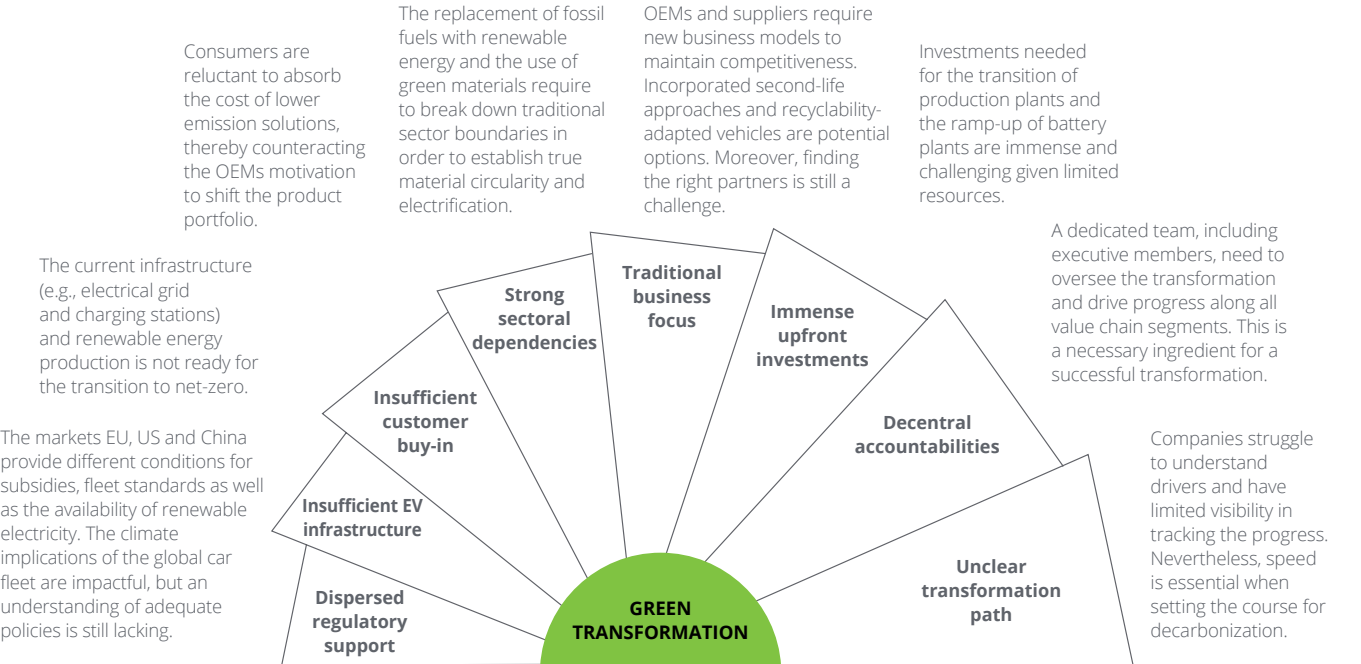 The replacement of fossil
fuels with renewable
energy and the use of
green materials require
to break down traditional
sector boundaries in
order to establish true
material circularity and
electrification.
OEMs and suppliers require
new business models to
maintain competitiveness.
Incorporated second-life
approaches and recyclability-
adapted vehicles are potential
options. Moreover, finding
the right partners is still a
challenge.
Consumers are
reluctant to absorb
the cost of lower
emission solutions,
thereby counteracting
the OEMs motivation
to shift the product
portfolio.
Investments needed
for the transition of
production plants and
the ramp-up of battery
plants are immense and
challenging given limited
resources.
A dedicated team, including
executive members, need to
oversee the transformation
and drive progress along all
value chain segments. This is
a necessary ingredient for a
successful transformation.
The current infrastructure
(e.g., electrical grid
and charging stations)
and renewable energy
production is not ready for
the transition to net-zero.
Traditional
business
focus
Strong
sectoral
dependencies
Immense
upfront
investments
Insufficient
customer
buy-in
Decentral
accountabilities
The markets EU, US and China
provide different conditions for
subsidies, fleet standards as well
as the availability of renewable
electricity. The climate
implications of the global car
fleet are impactful, but an
understanding of adequate
policies is still lacking.
Companies struggle
to understand
drivers and have
limited visibility in
tracking the progress.
Nevertheless, speed
is essential when
setting the course for
decarbonization.
Insufficient EV
infrastructure
Unclear
transformation
path
Dispersed
regulatory
support
GREEN
TRANSFORMATION